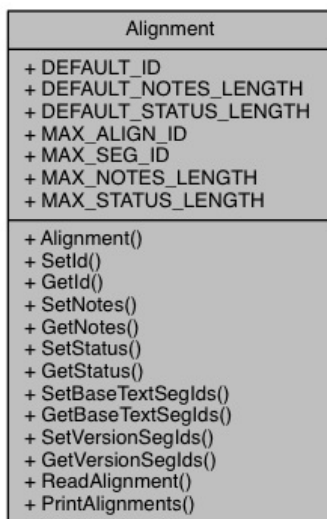 Alignment
+ DEFAULT_ID
+ DEFAULT_NOTES_LENGTH
+ DEFAULT_STATUS_LENGTH
+ MAX_ALIGN_ID
+ MAX_SEG_ID
+ MAX_NOTES_LENGTH
+ MAX_STATUS_LENGTH
+ Alignment()
+ SetId()
+ GetId()
+ SetNotes()
+ GetNotes()
+ SetStatus()
+ GetStatus()
+ SetBaseTextSegIds()
+ GetBaseTextSegIds()
+ SetVersionSegIds()
+ GetVersionSegIds()
+ ReadAlignment()
+ PrintAlignments()